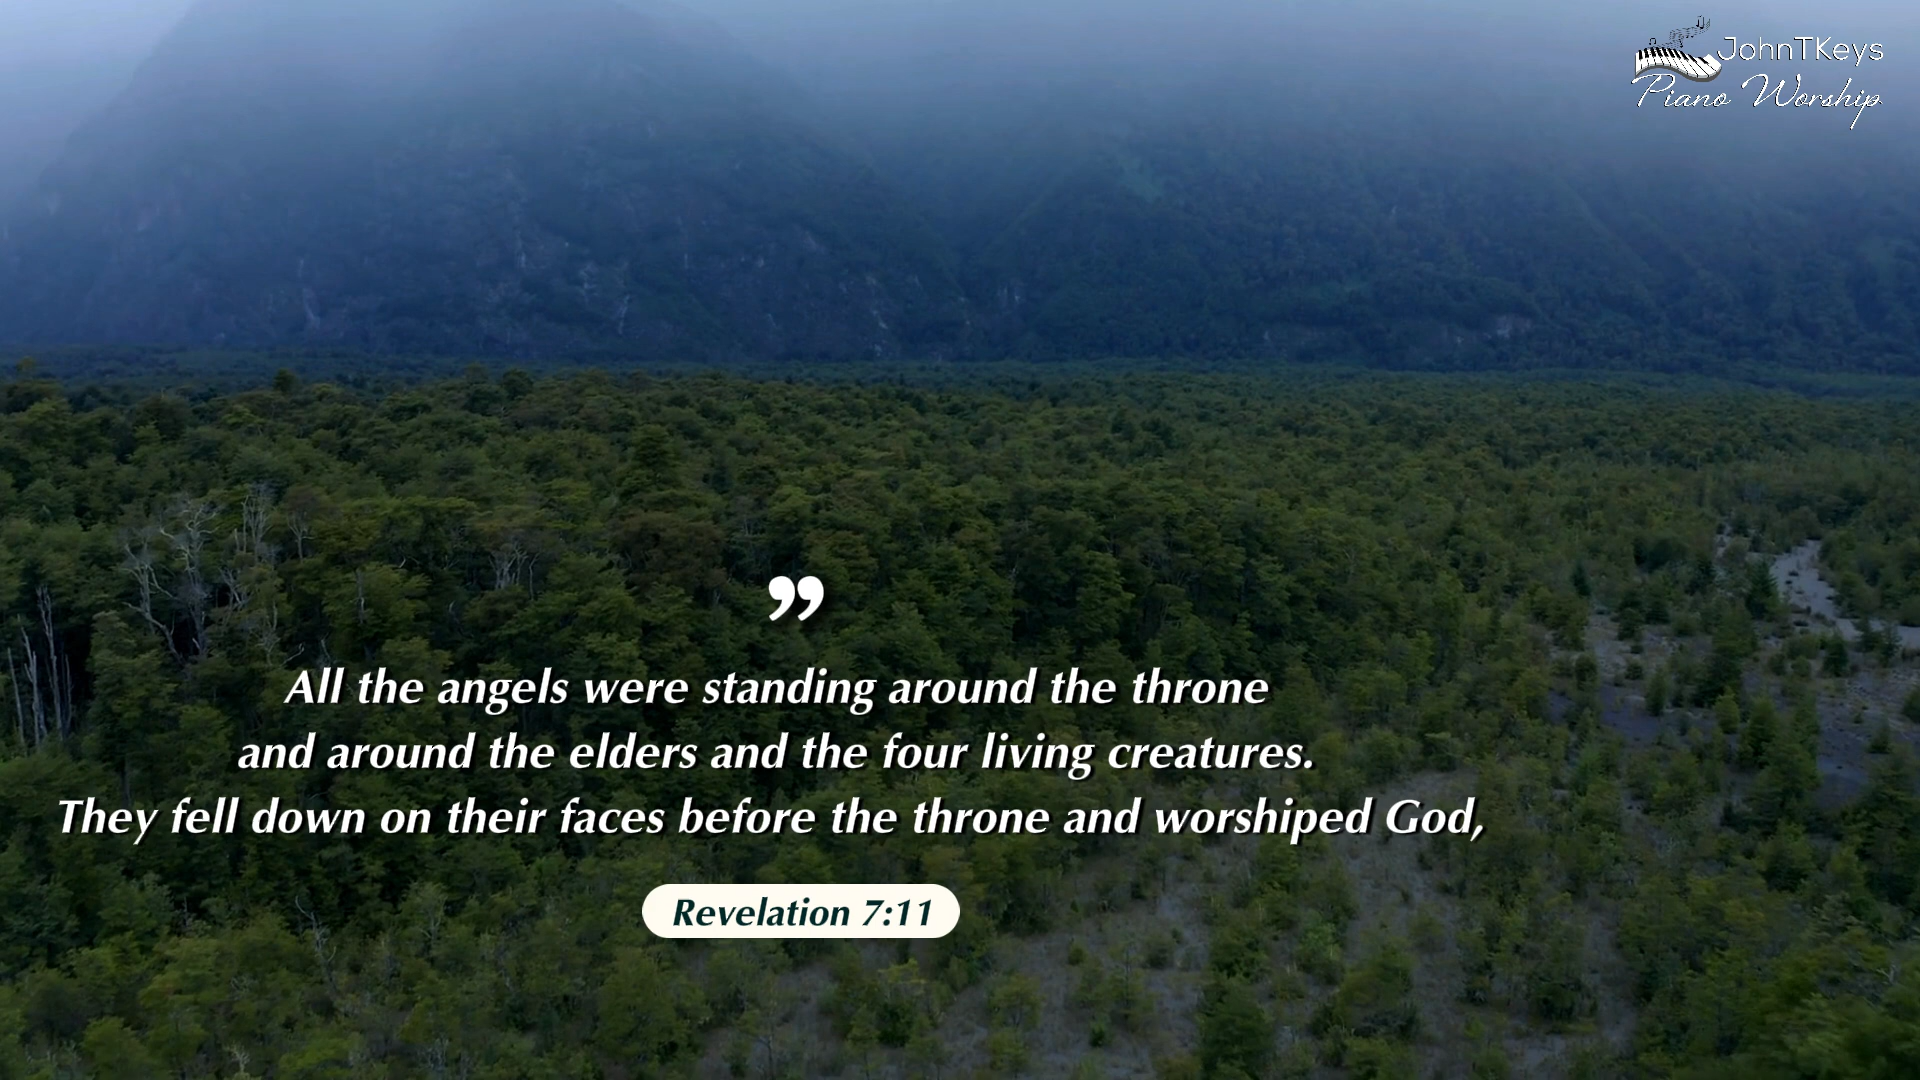 JohnTKeys
Piano Worship
”
All the angels were standing around the throne
and around the elders and the four living creatures.
They fell down on their faces before the throne and worshiped God,
Revelation 7:11